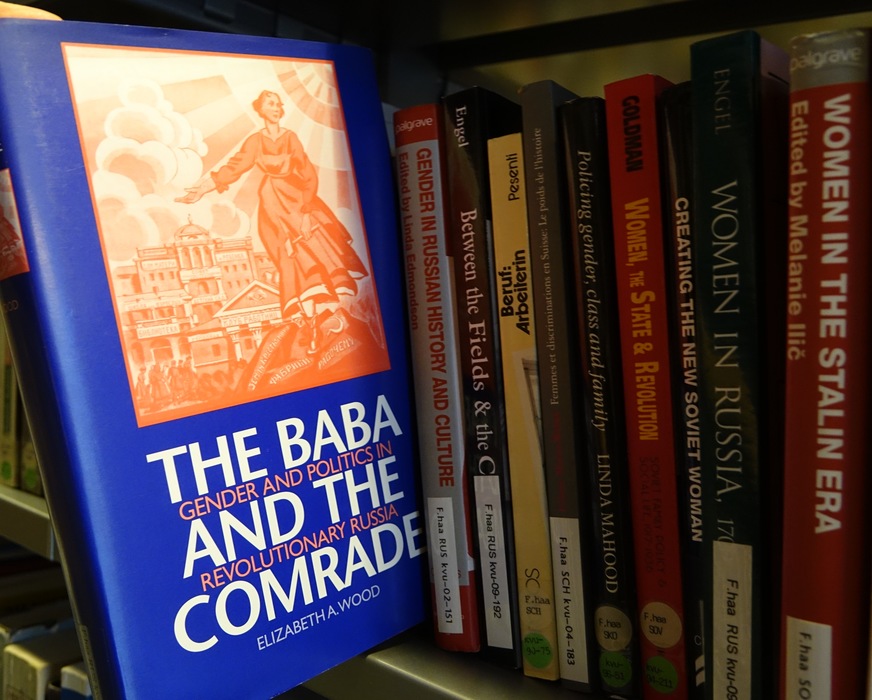 THE BABA
GENDER AND POLITICS IN
AND THE
REVOLUTIONARY RUSSIA
COMRADE
ELIZABETH A. WOOD
palgrave
GENDER IN RUSSIAN HISTORY AND CULTURE
Edited by Linda Edmondson
F.haa RUS kvu-02-151
Engel
Between the Fields & the C
F.haa RUS kvu-09-192
Pesenti
Beruf:
Arbeiterin
F.haa
SCH
Femmes et discriminations en Suisse: Le poids de l'histoire
F.haa SCH kvu-04-183
Policing gender, class and family
LINDA MAHOOD
F.haa
SKO
GOLDMAN
WOMEN, THE STATE & REVOLUTION
F.haa
SOV
CREATING THE NEW SOVIET WOMAN
ENGEL
WOMEN IN RUSSIA, 170
F.haa RUS kvu-0
palgrave
WOMEN IN THE STALIN ERA
Edited by Melanie Ilič
F.haa SO